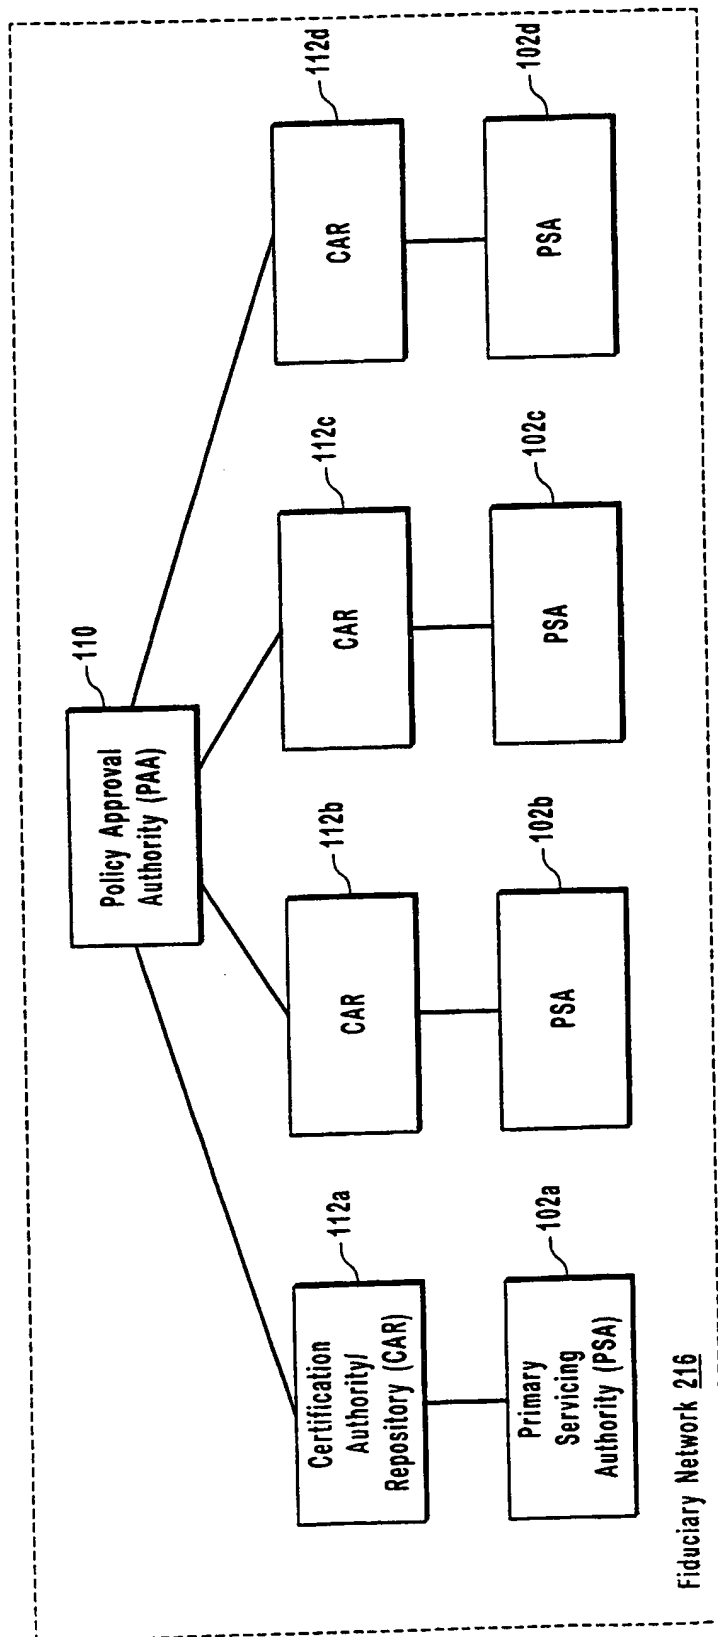 110
Policy Approval
Authority (PAA)
112a
112b
112c
112d
Certification
Authority/
Repository (CAR)
CAR
CAR
CAR
102a
102b
102c
102d
Primary
Servicing
Authority (PSA)
PSA
PSA
PSA
Fiduciary Network 216